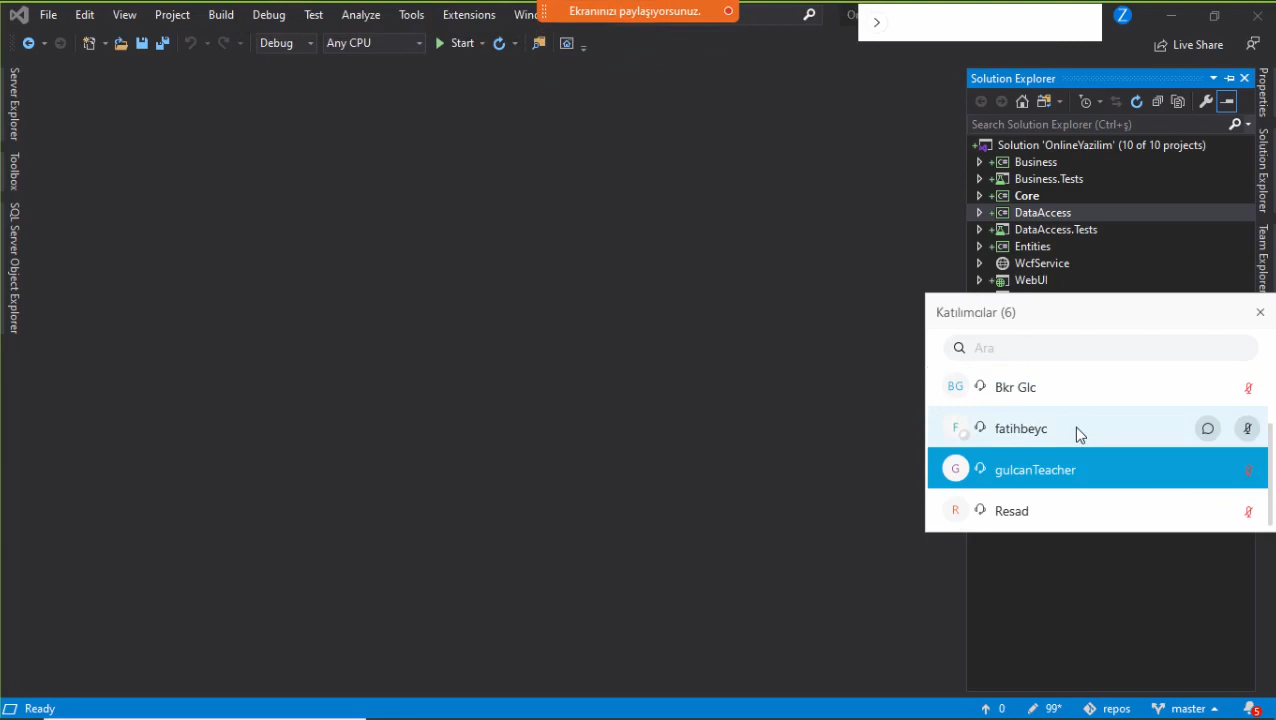 File Edit View Project Build Debug Test Analyze Tools Extensions Wind
Ekranınızı paylaşıyorsunuz.
Z
Debug Any CPU Start
Live Share
Server Explorer
Toolbox
SQL Server Object Explorer
Solution Explorer
Search Solution Explorer (Ctrl+ş)
Solution 'OnlineYazilim' (10 of 10 projects)
Business
Business.Tests
Core
DataAccess
DataAccess.Tests
Entities
WcfService
WebUI
Properties
Solution Explorer
Team Explorer
Katılımcılar (6)
Ara
BG Bkr Glc
F fatihbeyc
G gulcanTeacher
R Resad
Ready
0 99* repos master 5